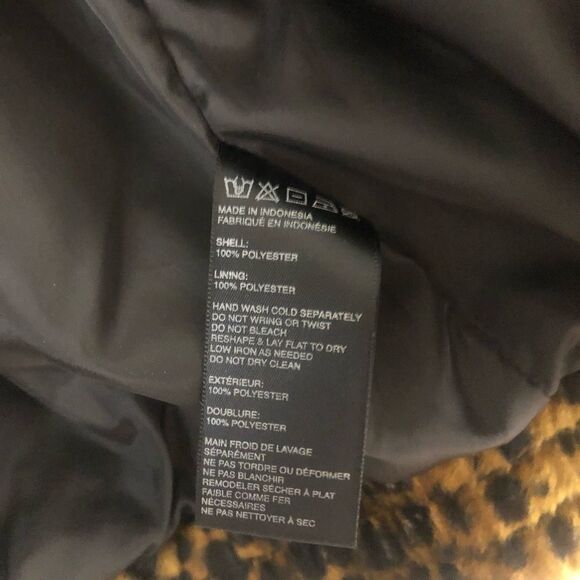 MADE IN INDONESIA
FABRIQUÉ EN INDONÉSIE
SHELL:
100% POLYESTER
LINING:
100% POLYESTER
HAND WASH COLD SEPARATELY
DO NOT WRING OR TWIST
DO NOT BLEACH
RESHAPE & LAY FLAT TO DRY
LOW IRON AS NEEDED
DO NOT DRY CLEAN
EXTÉRIEUR:
100% POLYESTER
DOUBLURE:
100% POLYESTER
MAIN FROID DE LAVAGE
SÉPARÉMENT
NE PAS TORDRE OU DÉFORMER
NE PAS BLANCHIR
REMODELER SÉCHER À PLAT
FAIBLE COMME FER
NÉCESSAIRES
NE PAS NETTOYER À SEC